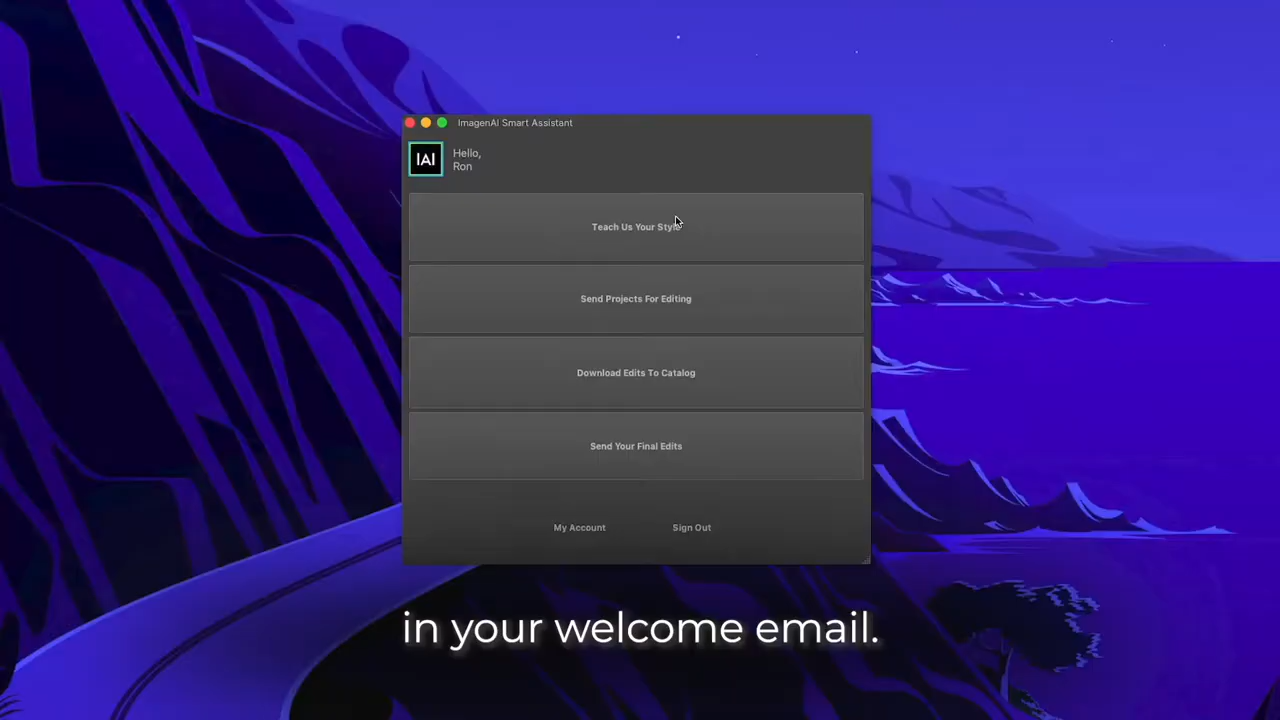 ImagenAI Smart Assistant
IAI
Hello,
Ron
Teach Us Your Style
Send Projects For Editing
Download Edits To Catalog
Send Your Final Edits
My Account
Sign Out
in your welcome email.